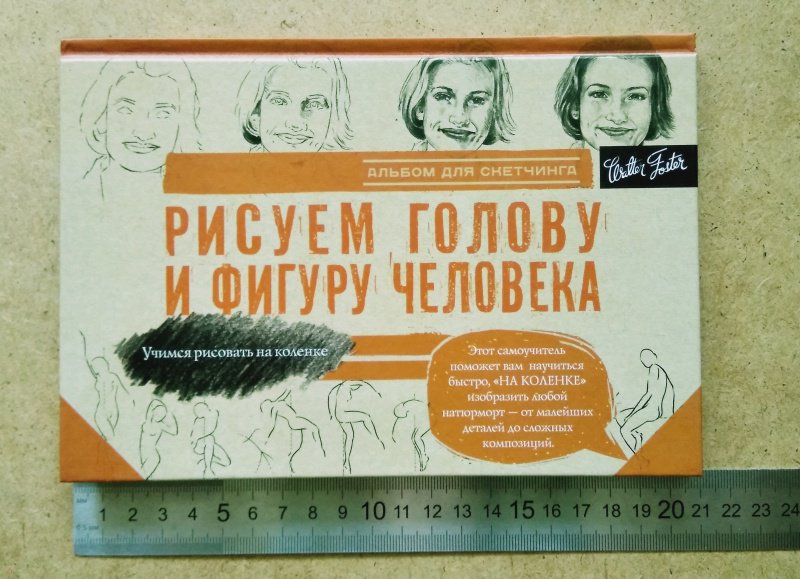 АЛЬБОМ ДЛЯ СКЕТЧИНГА
Walter Foster
РИСУЕМ ГОЛОВУ
И ФИГУРУ ЧЕЛОВЕКА
Учимся рисовать на коленке
Этот самоучитель
поможет вам научиться
быстро, «НА КОЛЕНКЕ»
изобразить любой
натюрморт — от малейших
деталей до сложных
композиций.
1 2 3 4 5 6 7 8 9 10 11 12 13 14 15 16 17 18 19 20 21 22 23 24